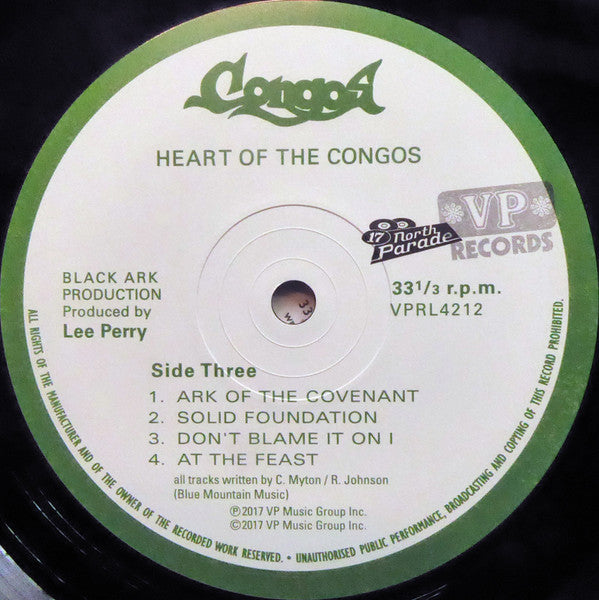 Congos
HEART OF THE CONGOS
17 North
Parade
VP
RECORDS
BLACK ARK
PRODUCTION
Produced by
Lee Perry
33 1/3 r.p.m.
VPRL4212
Side Three
1. ARK OF THE COVENANT
2. SOLID FOUNDATION
3. DON'T BLAME IT ON I
4. AT THE FEAST
all tracks written by C. Myton / R. Johnson
(Blue Mountain Music)
℗2017 VP Music Group Inc.
©2017 VP Music Group Inc.
ALL RIGHTS OF THE MANUFACTURER AND OF THE OWNER OF THE RECORDED WORK RESERVED. • UNAUTHORISED PUBLIC PERFORMANCE, BROADCASTING AND COPYING OF THIS RECORD PROHIBITED.